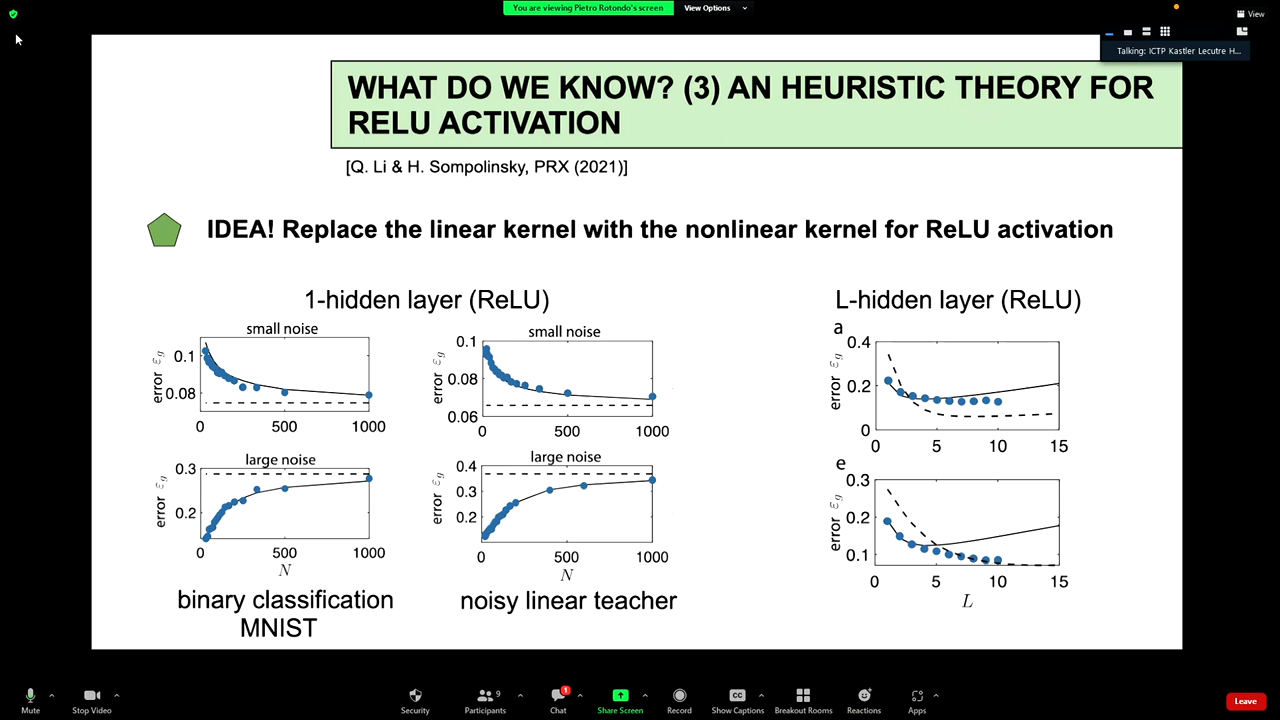 You are viewing Pietro Rotondo's screen
View Options
View
Talking: ICTP Kastler Lecutre H...
WHAT DO WE KNOW? (3) AN HEURISTIC THEORY FOR
RELU ACTIVATION
[Q. Li & H. Sompolinsky, PRX (2021)]
IDEA! Replace the linear kernel with the nonlinear kernel for ReLU activation
1-hidden layer (ReLU)
small noise
error εg
0.1
0.08
0
500
1000
small noise
error εg
0.1
0.08
0.06
0
500
1000
large noise
error εg
0.3
0.2
0
500
1000
N
large noise
error εg
0.4
0.3
0.2
0
500
1000
N
binary classification
MNIST
noisy linear teacher
L-hidden layer (ReLU)
a
error εg
0.4
0.2
0
0
5
10
15
e
error εg
0.3
0.2
0.1
0
5
10
15
L
Mute
Stop Video
Security
Participants
9
Chat
1
Share Screen
Record
CC
Show Captions
Breakout Rooms
Reactions
Apps
Leave